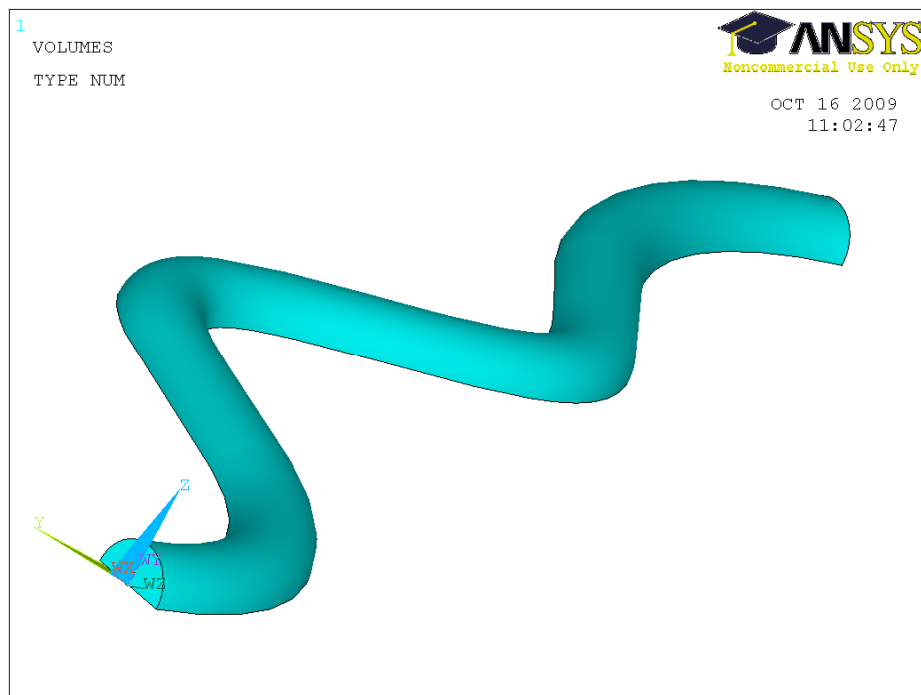 1
VOLUMES
TYPE NUM
ANSYS
Noncommercial Use Only
OCT 16 2009
11:02:47
Z
Y
WY
WX
WZ